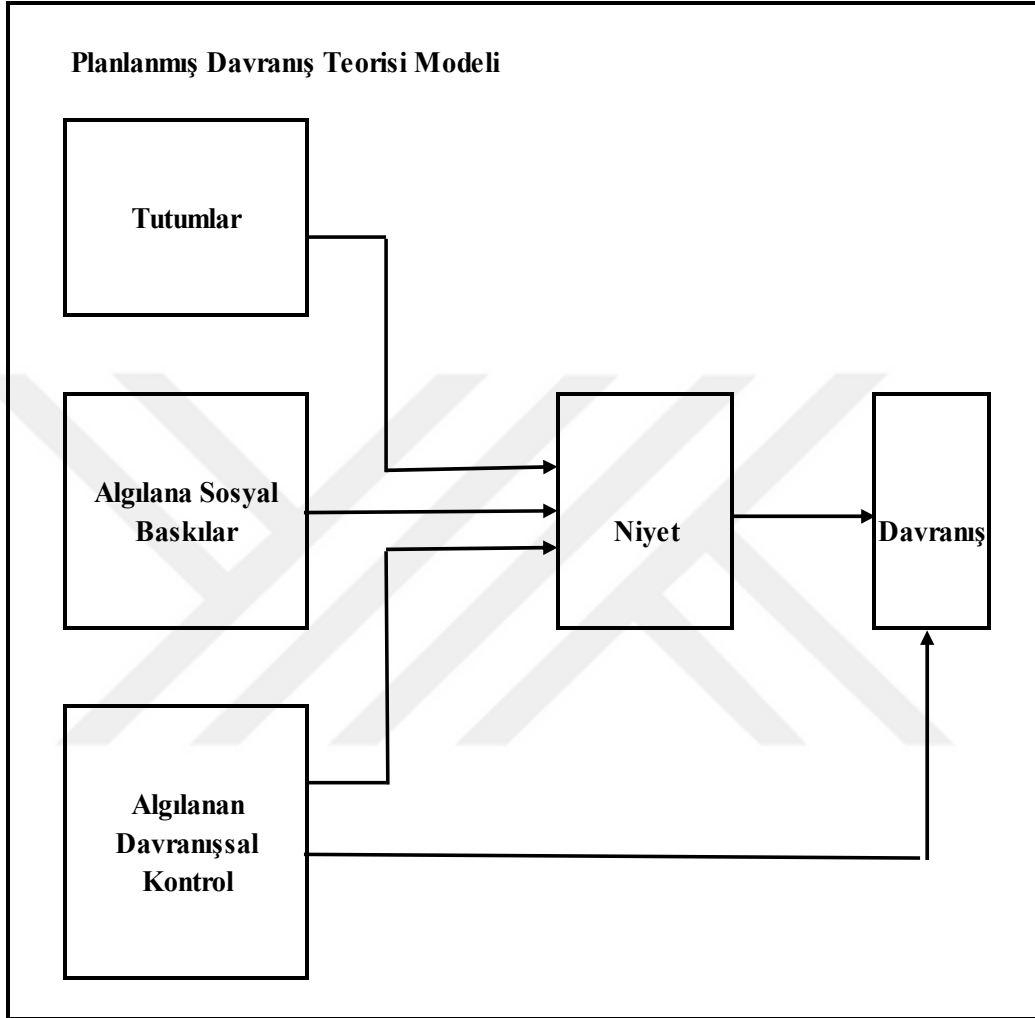 Planlanmış Davranış Teorisi Modeli
Tutumlar
Algılana Sosyal
Baskılar
Niyet
Davranış
Algılanan
Davranışsal
Kontrol